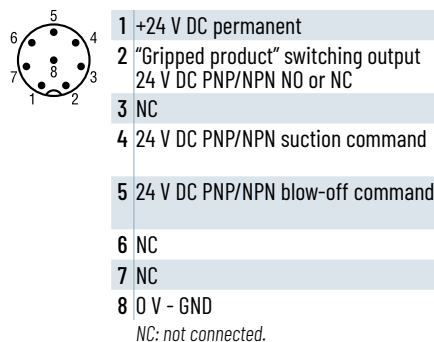 5
6 4
8
7 3
1 2
1 +24 V DC permanent
2 “Gripped product” switching output
24 V DC PNP/NPN NO or NC
3 NC
4 24 V DC PNP/NPN suction command
5 24 V DC PNP/NPN blow-off command
6 NC
7 NC
8 0 V - GND
NC: not connected.